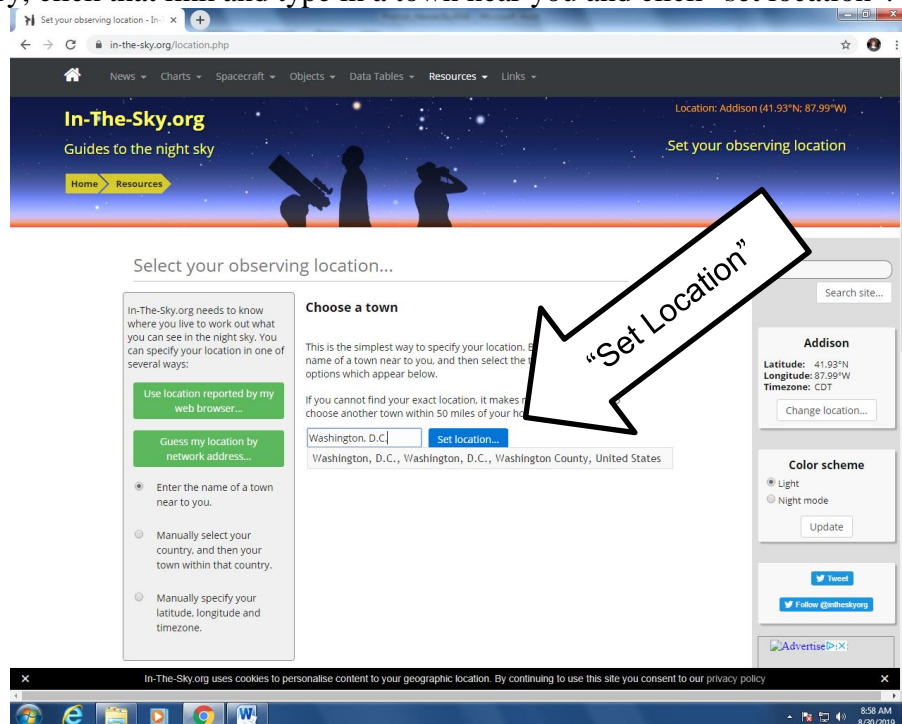 y, click that link and type in a town near you and click "set location".
Set your observing location - In-T
in-the-sky.org/location.php
News Charts Spacecraft Objects Data Tables Resources Links
In-The-Sky.org
Guides to the night sky
Home Resources
Location: Addison (41.93°N; 87.99°W)
Set your observing location
Select your observing location...
In-The-Sky.org needs to know
where you live to work out what
you can see in the night sky. You
can specify your location in one of
several ways:
Use location reported by my
web browser...
Guess my location by
network address...
Enter the name of a town
near to you.
Manually select your
country, and then your
town within that country.
Manually specify your
latitude, longitude and
timezone.
Choose a town
This is the simplest way to specify your location. E
name of a town near to you, and then select the t
options which appear below.
If you cannot find your exact location, it makes
choose another town within 50 miles of your ho
Washington, D.C.
Set location...
Washington, D.C., Washington, D.C., Washington County, United States
"Set Location"
Search site...
Addison
Latitude: 41.93°N
Longitude: 87.99°W
Timezone: CDT
Change location...
Color scheme
Light
Night mode
Update
Tweet
Follow @intheskyorg
Advertise
In-The-Sky.org uses cookies to personalise content to your geographic location. By continuing to use this site you consent to our privacy policy
8:58 AM
8/30/2019